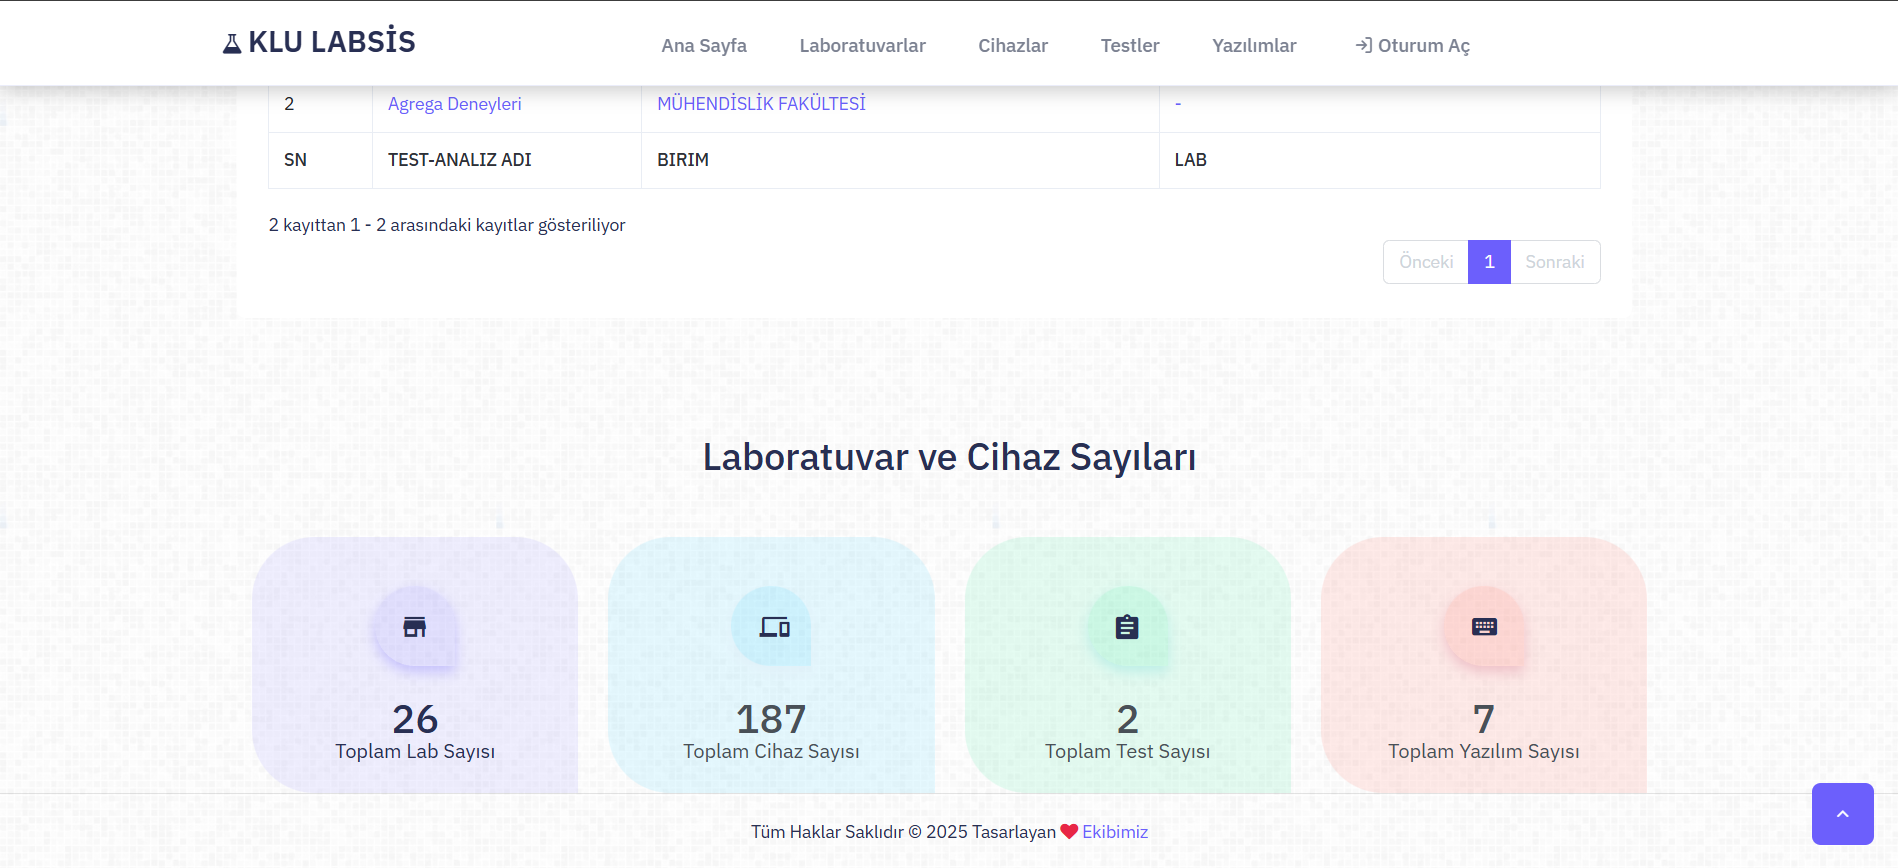 KLU LABSİS
Ana Sayfa Laboratuvarlar Cihazlar Testler Yazılımlar Oturum Aç
2 Agrega Deneyleri MÜHENDİSLİK FAKÜLTESİ -
SN TEST-ANALIZ ADI BIRIM LAB
2 kayıttan 1 - 2 arasındaki kayıtlar gösteriliyor
Önceki 1 Sonraki
Laboratuvar ve Cihaz Sayıları
26
Toplam Lab Sayısı
187
Toplam Cihaz Sayısı
2
Toplam Test Sayısı
7
Toplam Yazılım Sayısı
Tüm Haklar Saklıdır © 2025 Tasarlayan ❤ Ekibimiz